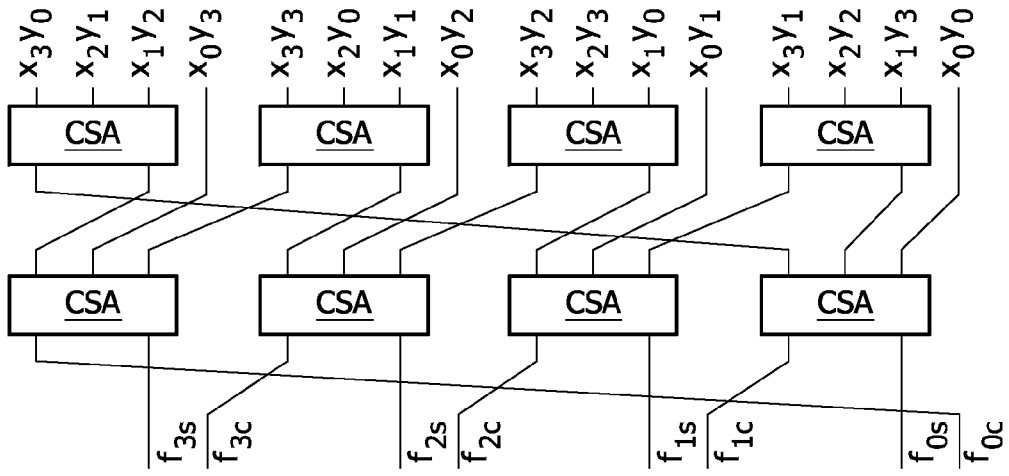 x₃y₀ x₂y₁ x₁y₂ x₀y₃ x₃y₃ x₂y₀ x₁y₁ x₀y₂ x₃y₂ x₂y₃ x₁y₀ x₀y₁ x₃y₁ x₂y₂ x₁y₃ x₀y₀
CSA CSA CSA CSA
CSA CSA CSA CSA
f₃s f₃c f₂s f₂c f₁s f₁c f₀s f₀c